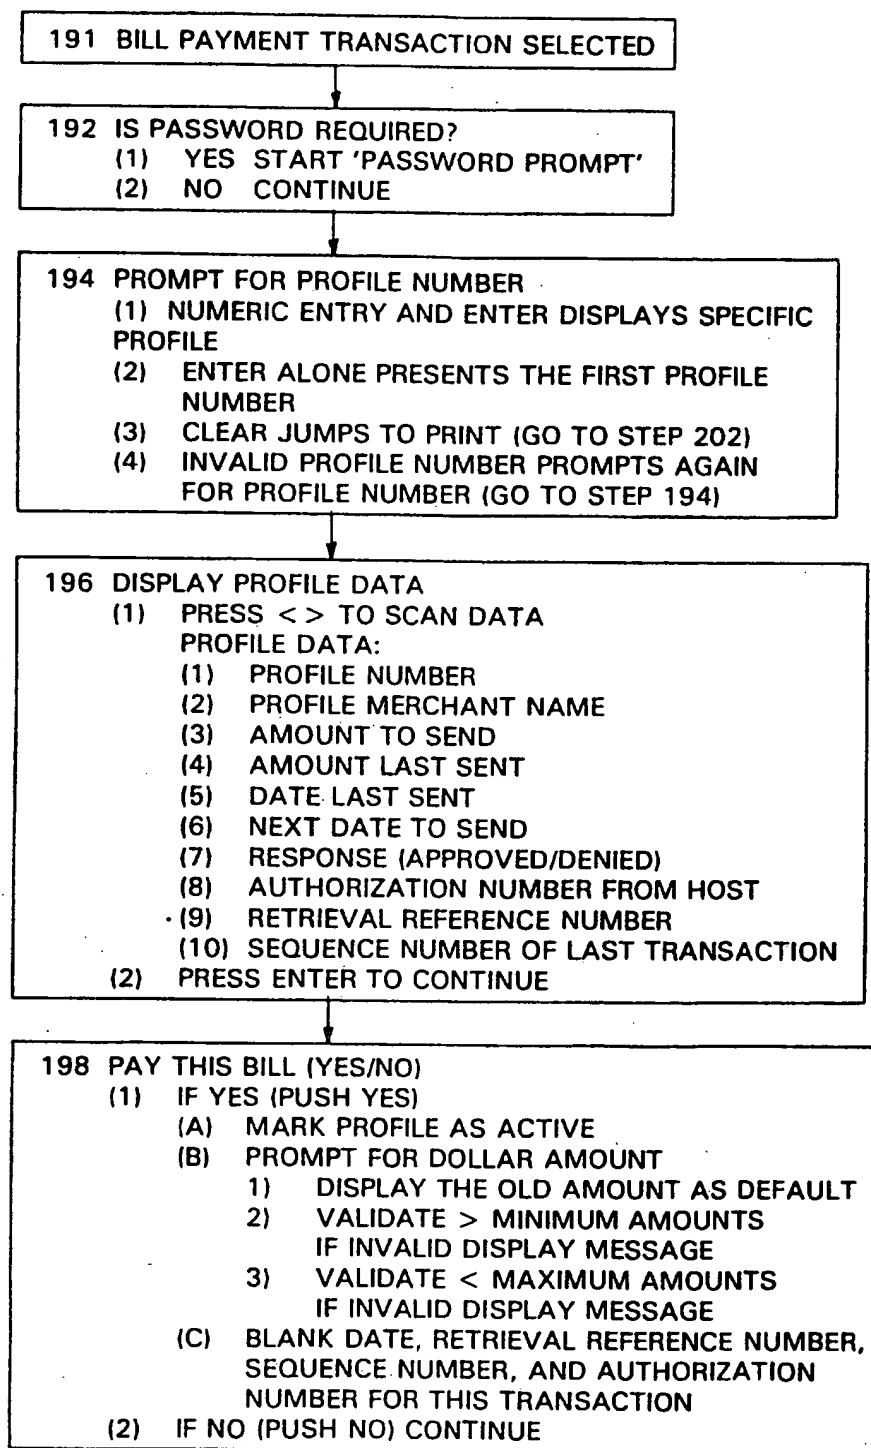 191 BILL PAYMENT TRANSACTION SELECTED
192 IS PASSWORD REQUIRED?
(1) YES START 'PASSWORD PROMPT'
(2) NO CONTINUE
194 PROMPT FOR PROFILE NUMBER
(1) NUMERIC ENTRY AND ENTER DISPLAYS SPECIFIC
PROFILE
(2) ENTER ALONE PRESENTS THE FIRST PROFILE
NUMBER
(3) CLEAR JUMPS TO PRINT (GO TO STEP 202)
(4) INVALID PROFILE NUMBER PROMPTS AGAIN
FOR PROFILE NUMBER (GO TO STEP 194)
196 DISPLAY PROFILE DATA
(1) PRESS < > TO SCAN DATA
PROFILE DATA:
(1) PROFILE NUMBER
(2) PROFILE MERCHANT NAME
(3) AMOUNT TO SEND
(4) AMOUNT LAST SENT
(5) DATE LAST SENT
(6) NEXT DATE TO SEND
(7) RESPONSE (APPROVED/DENIED)
(8) AUTHORIZATION NUMBER FROM HOST
(9) RETRIEVAL REFERENCE NUMBER
(10) SEQUENCE NUMBER OF LAST TRANSACTION
(2) PRESS ENTER TO CONTINUE
198 PAY THIS BILL (YES/NO)
(1) IF YES (PUSH YES)
(A) MARK PROFILE AS ACTIVE
(B) PROMPT FOR DOLLAR AMOUNT
1) DISPLAY THE OLD AMOUNT AS DEFAULT
2) VALIDATE > MINIMUM AMOUNTS
IF INVALID DISPLAY MESSAGE
3) VALIDATE < MAXIMUM AMOUNTS
IF INVALID DISPLAY MESSAGE
(C) BLANK DATE, RETRIEVAL REFERENCE NUMBER,
SEQUENCE NUMBER, AND AUTHORIZATION
NUMBER FOR THIS TRANSACTION
(2) IF NO (PUSH NO) CONTINUE